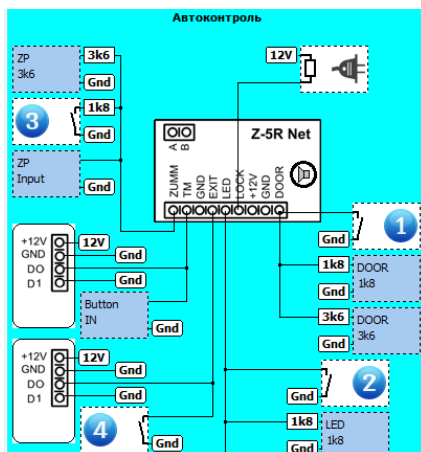 Автоконтроль
ZP
3k6
3k6
Gnd
12V
3
1k8
Gnd
Z-5R Net
A
B
ZUMM
TM
GND
EXIT
LED
LOCK
+12V
GND
DOOR
ZP
Input
Gnd
1
Gnd
+12V
GND
DO
D1
12V
Gnd
Gnd
1k8
Gnd
DOOR
1k8
Button
IN
Gnd
3k6
Gnd
DOOR
3k6
+12V
GND
DO
D1
12V
Gnd
Gnd
2
Gnd
4
Gnd
1k8
Gnd
LED
1k8